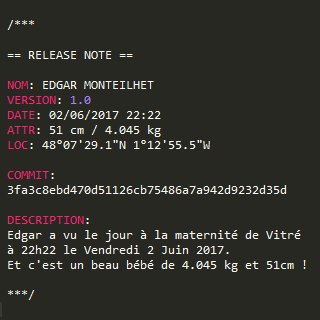 /***
== RELEASE NOTE ==
NOM: EDGAR MONTEILHET
VERSION: 1.0
DATE: 02/06/2017 22:22
ATTR: 51 cm / 4.045 kg
LOC: 48°07'29.1"N 1°12'55.5"W
COMMIT:
3fa3c8ebd470d51126cb75486a7a942d9232d35d
DESCRIPTION:
Edgar a vu le jour à la maternité de Vitré
à 22h22 le Vendredi 2 Juin 2017.
Et c'est un beau bébé de 4.045 kg et 51cm !
***/